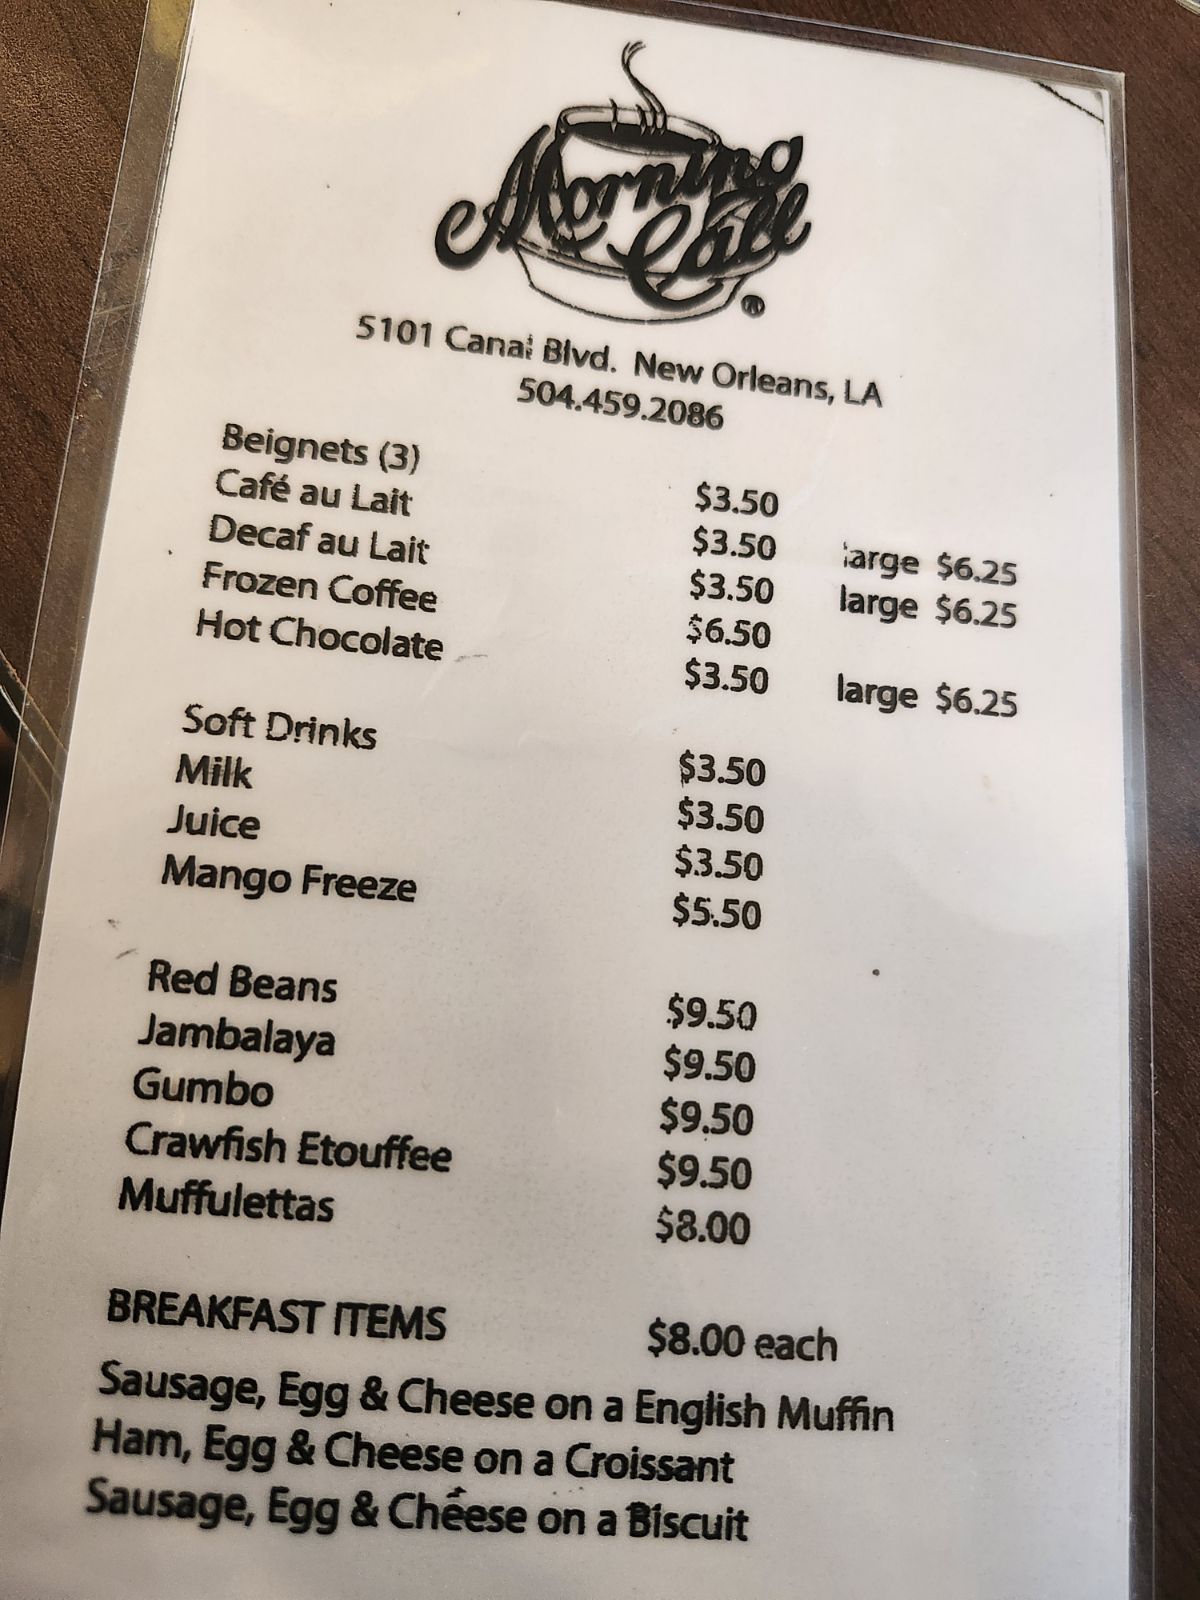 Morning Call ®
5101 Canal Blvd. New Orleans, LA
504.459.2086
Beignets (3) $3.50
Café au Lait $3.50 large $6.25
Decaf au Lait $3.50 large $6.25
Frozen Coffee $6.50
Hot Chocolate $3.50 large $6.25
Soft Drinks $3.50
Milk $3.50
Juice $3.50
Mango Freeze $5.50
Red Beans $9.50
Jambalaya $9.50
Gumbo $9.50
Crawfish Etouffee $9.50
Muffulettas $8.00
BREAKFAST ITEMS $8.00 each
Sausage, Egg & Cheese on a English Muffin
Ham, Egg & Cheese on a Croissant
Sausage, Egg & Cheese on a Biscuit